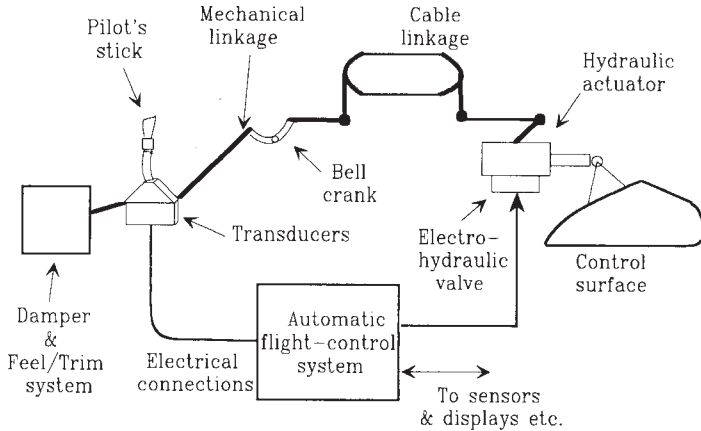 Pilot's
stick
Mechanical
linkage
Cable
linkage
Hydraulic
actuator
Bell
crank
Transducers
Electro-
hydraulic
valve
Control
surface
Damper
&
Feel/Trim
system
Electrical
connections
Automatic
flight-control
system
To sensors
& displays etc.